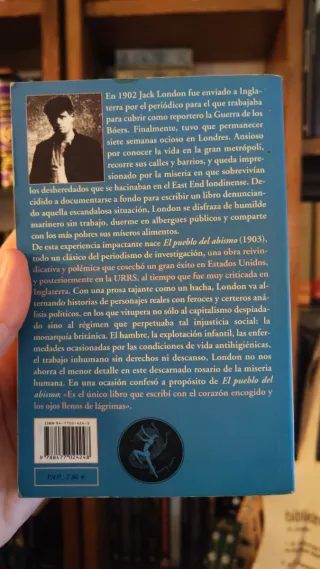 En 1902 Jack London fue enviado a Ingla-
terra por el periódico para el que trabajaba
para cubrir como reportero la Guerra de los
Bóers. Finalmente, tuvo que permanecer
siete semanas ocioso en Londres. Ansioso
por conocer la vida en la gran metrópoli,
recorre sus calles y barrios, y queda impre-
sionado por la miseria en que sobrevivían
los desheredados que se hacinaban en el East End londinense. De-
cidido a documentarse a fondo para escribir un libro denuncian-
do aquella escandalosa situación, London se disfraza de humilde
marinero sin trabajo, duerme en albergues públicos y comparte
con los más pobres sus míseros alimentos.
De esta experiencia impactante nace El pueblo del abismo (1903),
todo un clásico del periodismo de investigación, una obra reivin-
dicativa y polémica que cosechó un gran éxito en Estados Unidos,
y posteriormente en la URRS, al tiempo que fue muy criticada en
Inglaterra. Con una prosa tajante como un hacha, London va al-
ternando historias de personajes reales con feroces y certeros aná-
lisis políticos, en los que vitupera no sólo al capitalismo despiada-
do sino al régimen que perpetuaba tal injusticia social: la
monarquía británica. El hambre, la explotación infantil, las enfer-
medades ocasionadas por las condiciones de vida antihigiénicas,
el trabajo inhumano sin derechos ni descanso, London no nos
ahorra el menor detalle en este descarnado rosario de la miseria
humana. En una ocasión confesó a propósito de El pueblo del
abismo: «Es el único libro que escribí con el corazón encogido y
los ojos llenos de lágrimas».
ISBN 84-7702-424-3
9 788477 024248